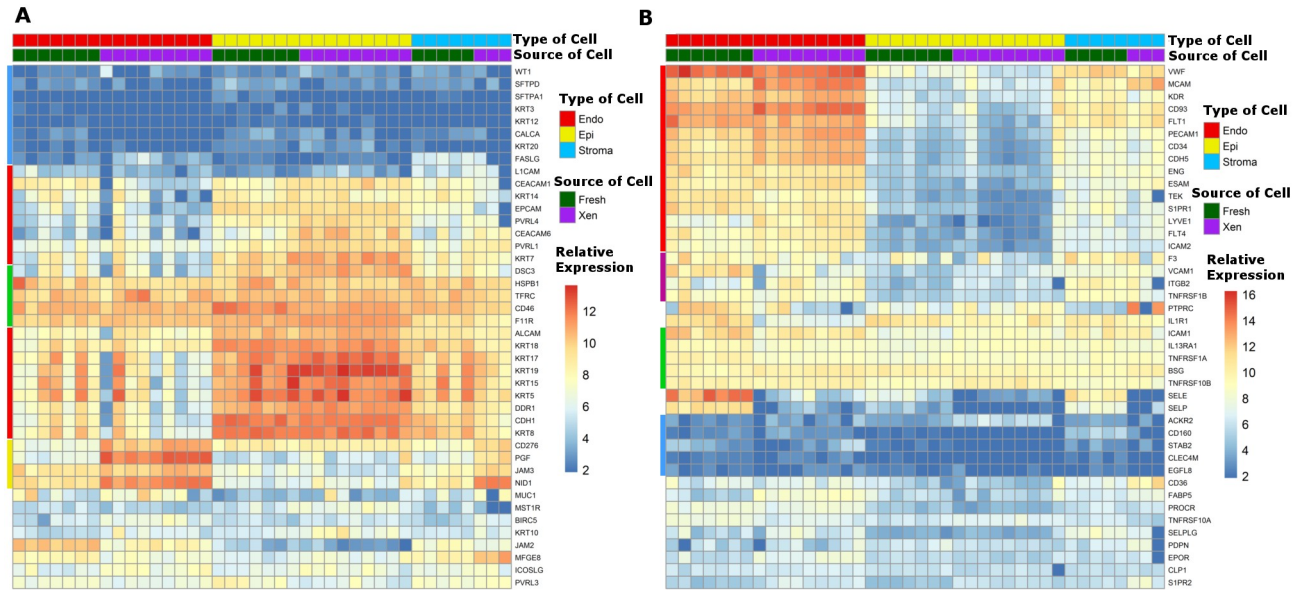 A
Type of Cell
Source of Cell
WT1
SFTPD
SFTPA1
KRT3
KRT12
CALCA
KRT20
FASLG
L1CAM
CEACAM1
KRT14
EPCAM
PVRL4
CEACAM6
PVRL1
KRT7
DSC3
HSPB1
TFRC
CD46
F11R
ALCAM
KRT18
KRT17
KRT19
KRT15
KRT5
DDR1
CDH1
KRT8
CD276
PGF
JAM3
NID1
MUC1
MST1R
BIRC5
KRT10
JAM2
MFGE8
ICOSLG
PVRL3
Type of Cell
Endo
Epi
Stroma
Source of Cell
Fresh
Xen
Relative
Expression
12
10
8
6
4
2
B
Type of Cell
Source of Cell
VWF
MCAM
KDR
CD93
FLT1
PECAM1
CD34
CDH5
ENG
ESAM
TEK
S1PR1
LYVE1
FLT4
ICAM2
F3
VCAM1
ITGB2
TNFRSF1B
PTPRC
IL1R1
ICAM1
IL13RA1
TNFRSF1A
BSG
TNFRSF10B
SELE
SELP
ACKR2
CD160
STAB2
CLEC4M
EGFL8
CD36
FABP5
PROCR
TNFRSF10A
SELPLG
PDPN
EPOR
CLP1
S1PR2
Type of Cell
Endo
Epi
Stroma
Source of Cell
Fresh
Xen
Relative
Expression
16
14
12
10
8
6
4
2